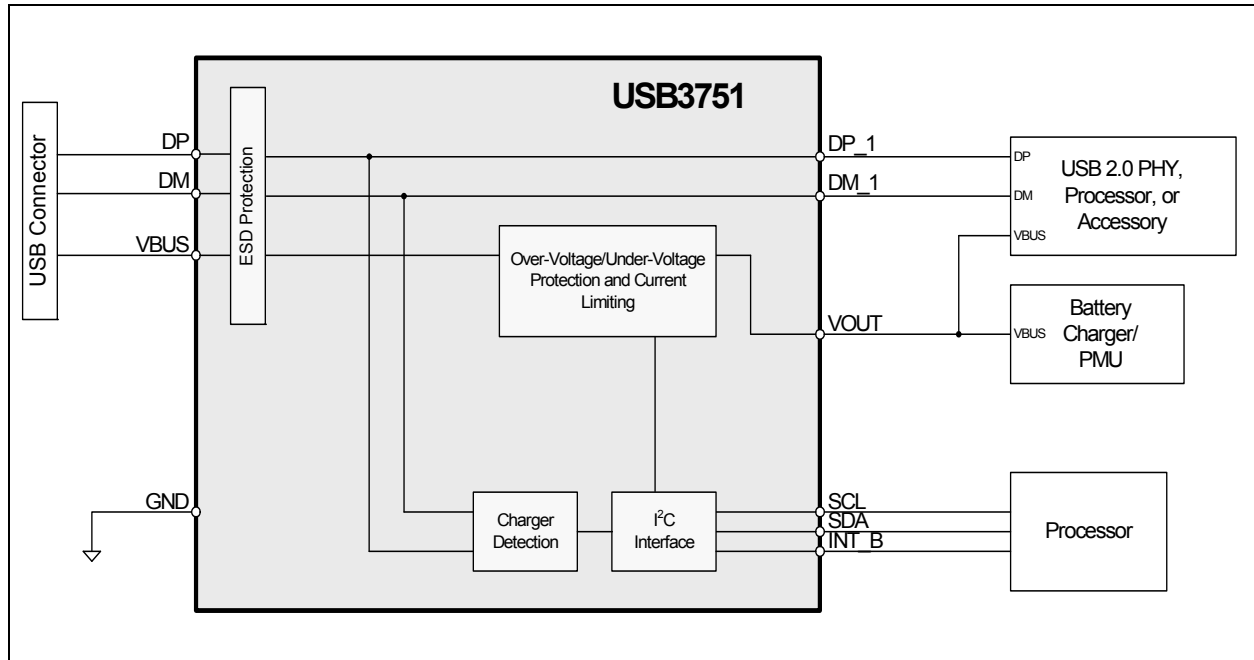 USB3751
USB Connector
DP
DM
VBUS
GND
ESD Protection
Over-Voltage/Under-Voltage
Protection and Current
Limiting
Charger
Detection
I²C
Interface
DP_1
DM_1
VOUT
SCL
SDA
INT_B
DP
DM
VBUS
USB 2.0 PHY,
Processor, or
Accessory
VBUS
Battery
Charger/
PMU
Processor